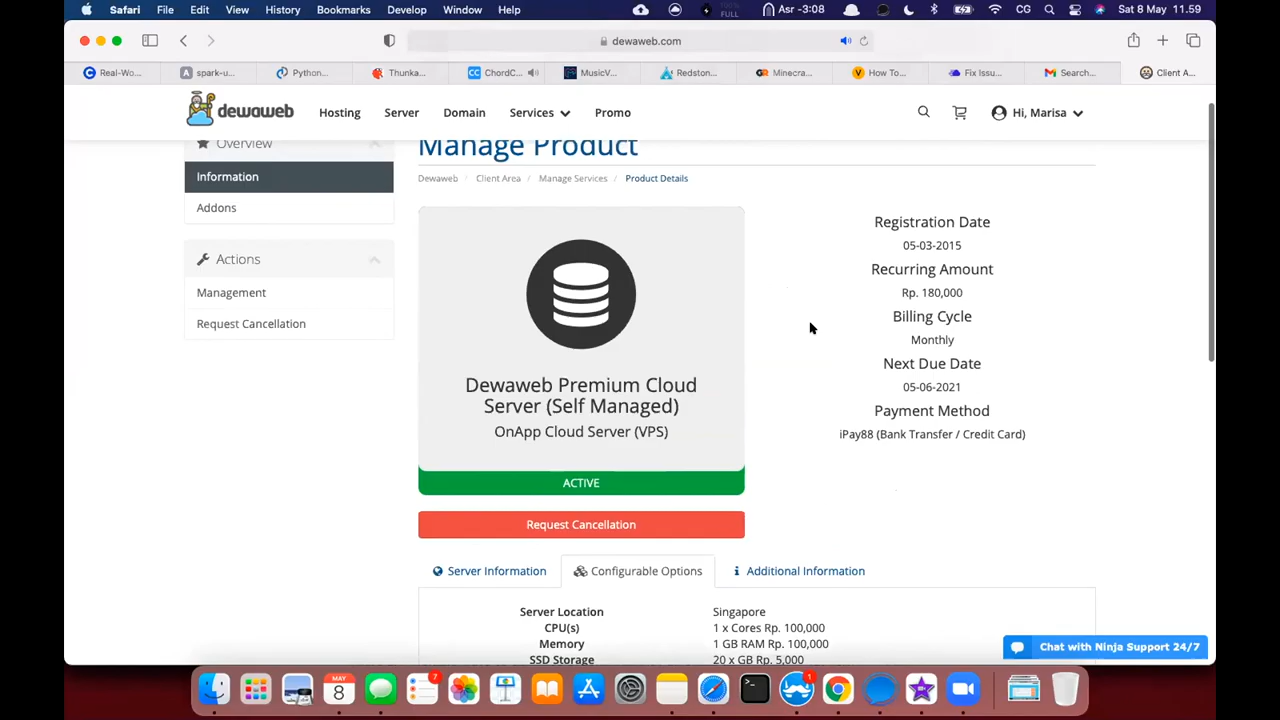 Safari File Edit View History Bookmarks Develop Window Help
100% FULL
Asr -3:08
CG
Sat 8 May 11.59
dewaweb.com
Real-Wo...
spark-u...
Python...
Thunka...
ChordC...
MusicV...
Redston...
Minecra...
How To...
Fix Issu...
Search...
Client A...
dewaweb
Hosting Server Domain Services Promo
Hi, Marisa
Overview
Information
Addons
Actions
Management
Request Cancellation
Manage Product
Dewaweb / Client Area / Manage Services / Product Details
Dewaweb Premium Cloud
Server (Self Managed)
OnApp Cloud Server (VPS)
ACTIVE
Request Cancellation
Registration Date
05-03-2015
Recurring Amount
Rp. 180,000
Billing Cycle
Monthly
Next Due Date
05-06-2021
Payment Method
iPay88 (Bank Transfer / Credit Card)
Server Information
Configurable Options
Additional Information
Server Location Singapore
CPU(s) 1 x Cores Rp. 100,000
Memory 1 GB RAM Rp. 100,000
SSD Storage 20 x GB Rp. 5,000
Chat with Ninja Support 24/7
MAY
8
7
1